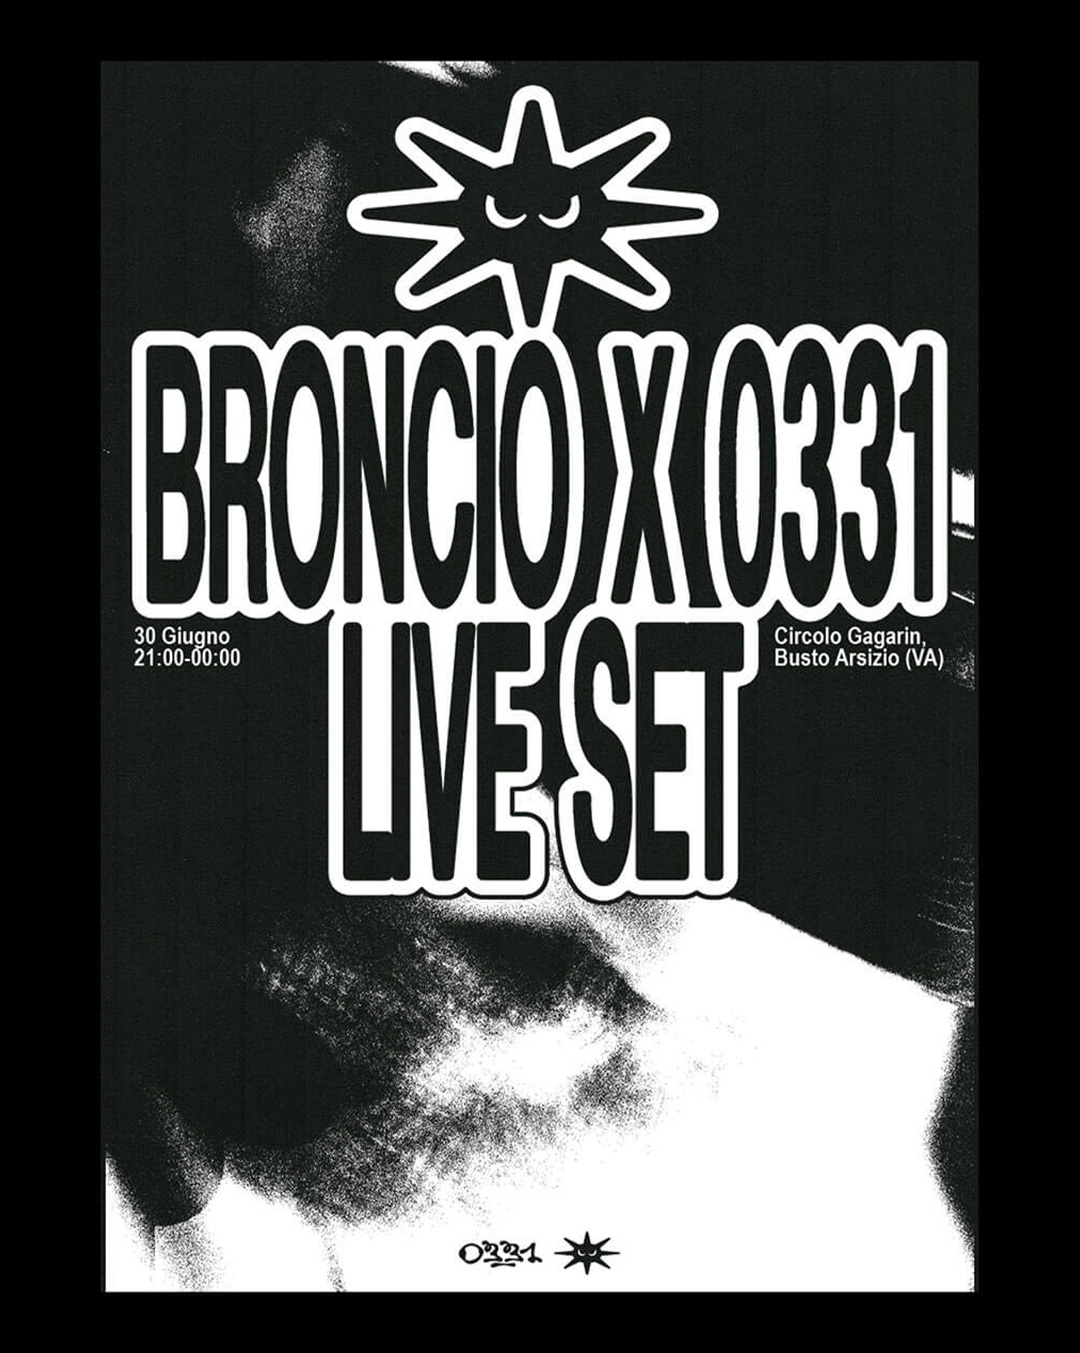 BRONCIO X 0331
30 Giugno
21:00-00:00
Circolo Gagarin,
Busto Arsizio (VA)
LIVE SET
0331